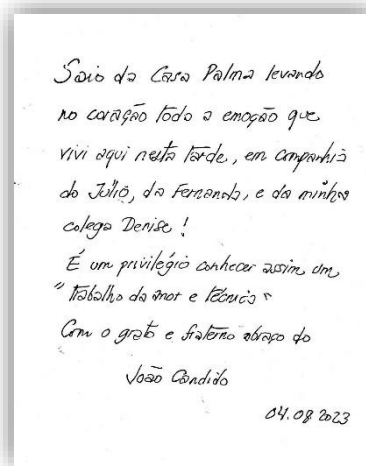 Saio da Casa Palma levando
no coração toda a emoção que
vivi aqui nesta tarde, em companhia
do Júlio, da Fernanda, e da minha
colega Denise!
É um privilégio conhecer assim um
"Trabalho de amor e técnica"
Com o grato e fraterno abraço do
João Candido
04.08 2023